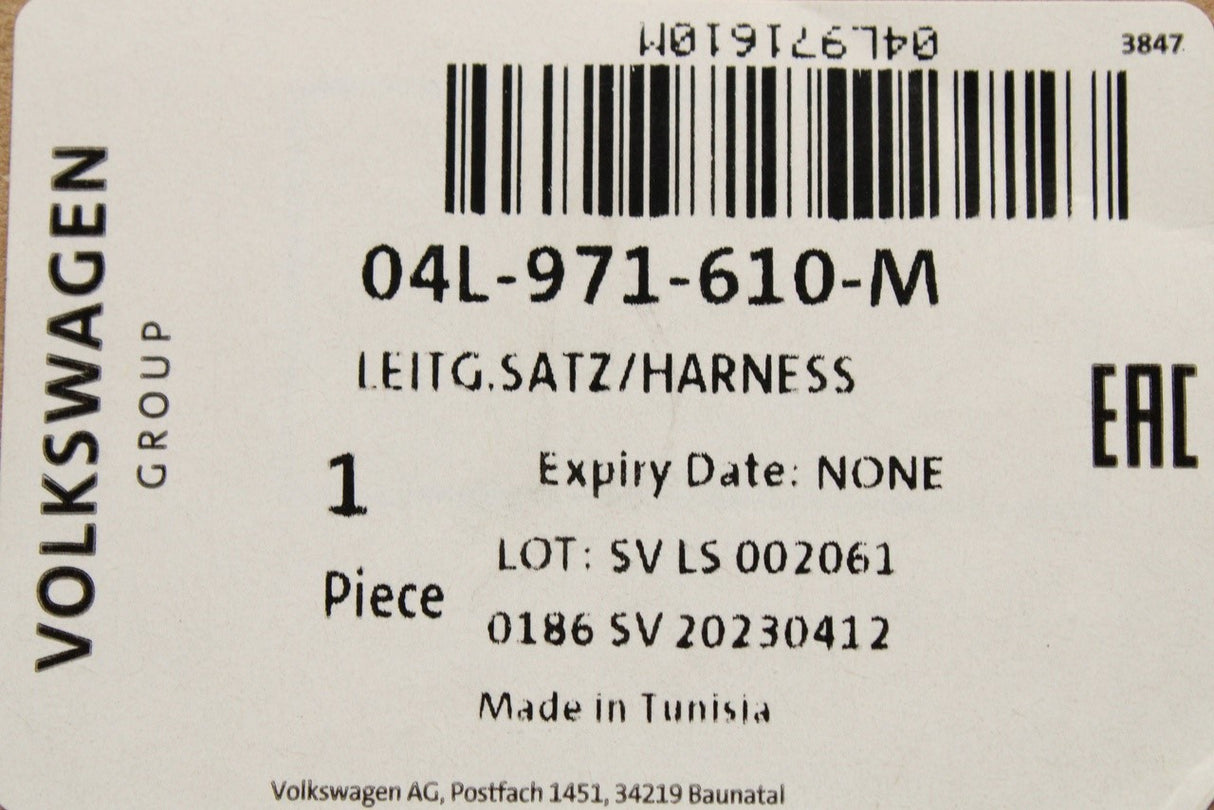 04L971610M
3847
04L-971-610-M
LEITG.SATZ/HARNESS
EAC
1
Piece
Expiry Date: NONE
LOT: SV LS 002061
0186 SV 20230412
Made in Tunisia
Volkswagen AG, Postfach 1451, 34219 Baunatal
VOLKSWAGEN
GROUP